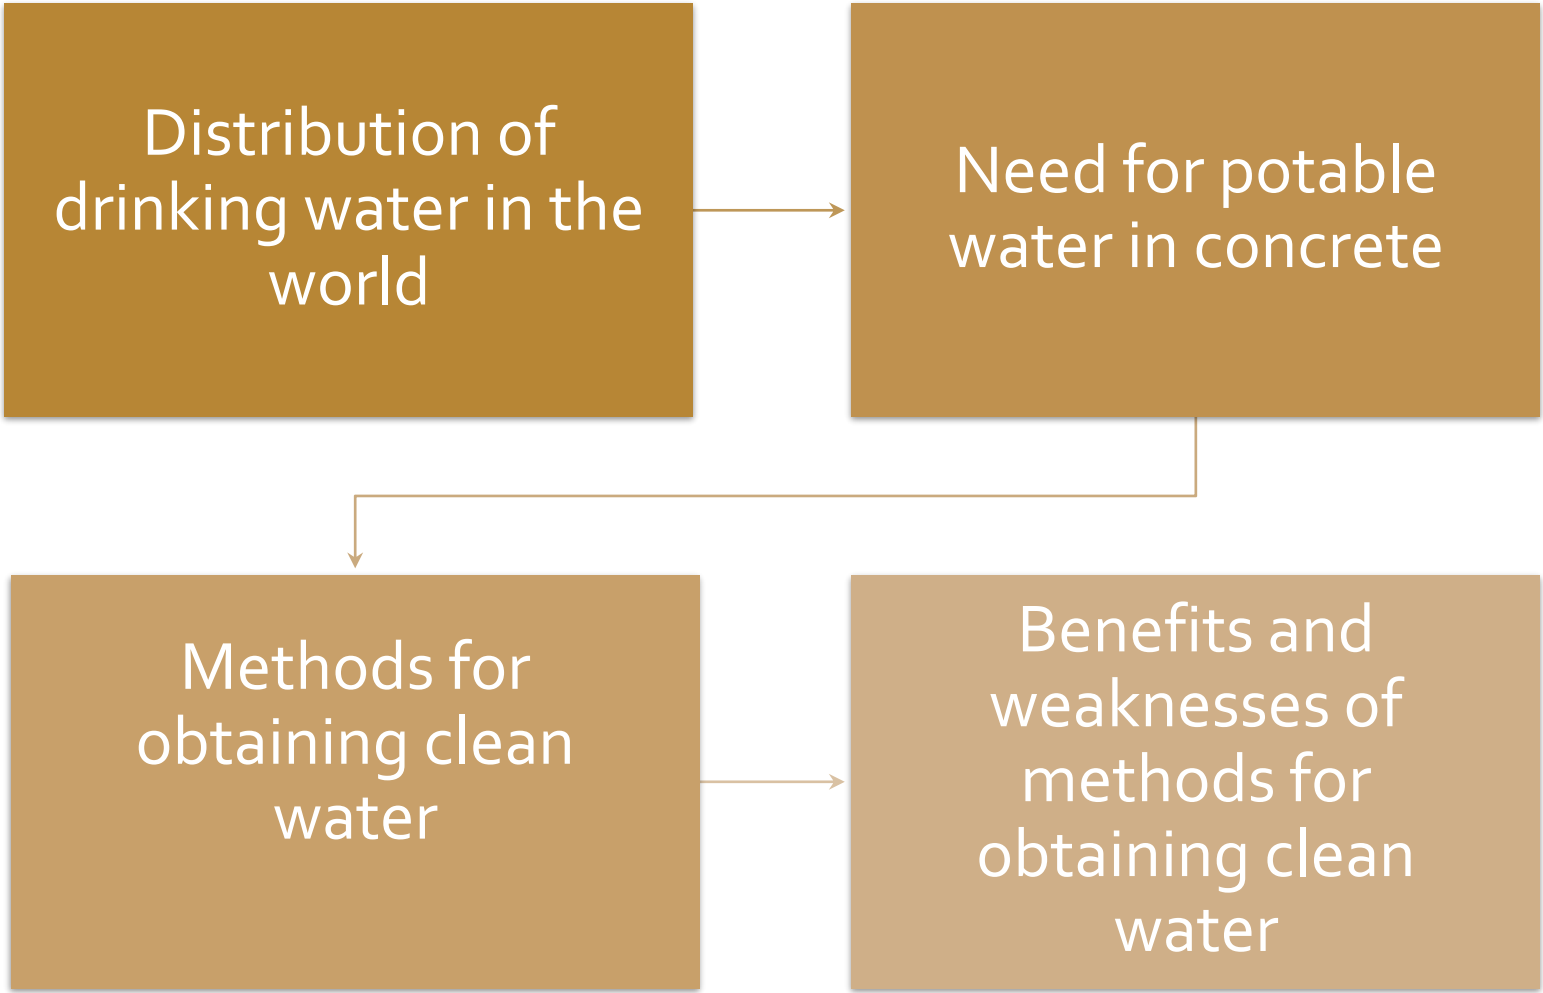 Distribution of
drinking water in the
world
Need for potable
water in concrete
Methods for
obtaining clean
water
Benefits and
weaknesses of
methods for
obtaining clean
water